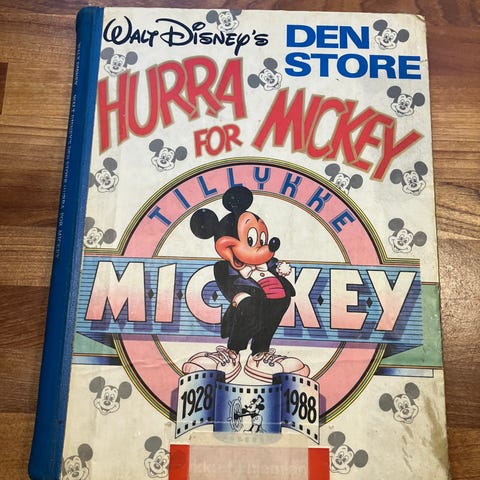 WALT DISNEY'S
DEN
STORE
HURRA
FOR MICKEY
TILLYKKE
MICKEY
1928
1988